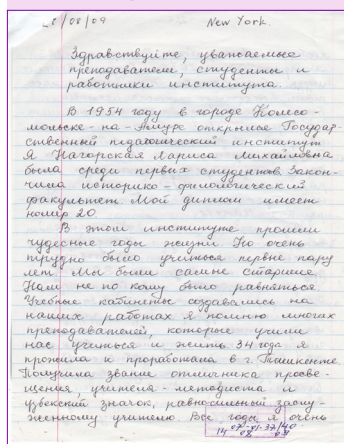 28/08/09 New York.
Здравствуйте, уважаемые
преподаватели, студенты и
работники института.
В 1954 году в городе Комсо-
мольске-на-Амуре открылся Государ-
ственный педагогический институт
Я Нагорская Лариса Михайловна
была среди первых студентов Закон-
чила историко-филологический
факультет Мой диплом имеет
номер 20
В этом институте прошли
чудесные годы жизни Но очень
трудно было учиться первые пару
лет Мы были самые старшие
Нам не по кому было равняться
Учебные кабинеты создавались на
наших работах Я помню многих
преподавателей, которые учили
нас учиться и жить 34 года я
прожила и проработала в г. Ташкенте
Получила звание отличника просве-
щения, учителя-методиста и
узбекский значок, равносильный заслу-
женному учителю Все годы я очень